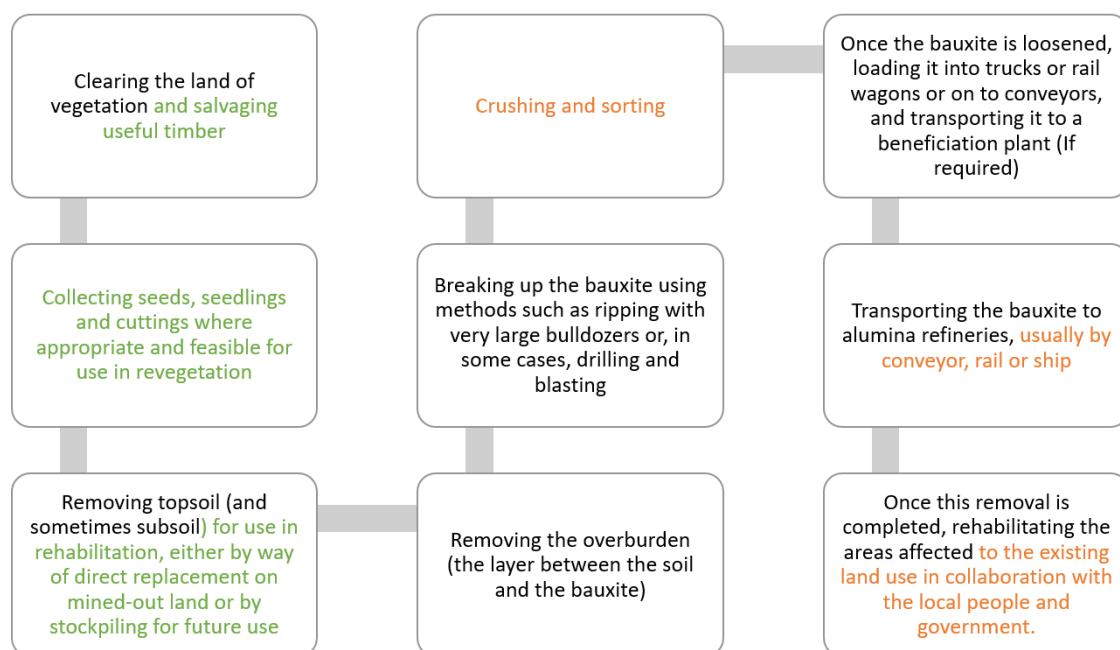 Clearing the land of
vegetation and salvaging
useful timber
Collecting seeds, seedlings
and cuttings where
appropriate and feasible for
use in revegetation
Removing topsoil (and
sometimes subsoil) for use in
rehabilitation, either by way
of direct replacement on
mined-out land or by
stockpiling for future use
Removing the overburden
(the layer between the soil
and the bauxite)
Breaking up the bauxite using
methods such as ripping with
very large bulldozers or, in
some cases, drilling and
blasting
Crushing and sorting
Once the bauxite is loosened,
loading it into trucks or rail
wagons or on to conveyors,
and transporting it to a
beneficiation plant (If
required)
Transporting the bauxite to
alumina refineries, usually by
conveyor, rail or ship
Once this removal is
completed, rehabilitating the
areas affected to the existing
land use in collaboration with
the local people and
government.